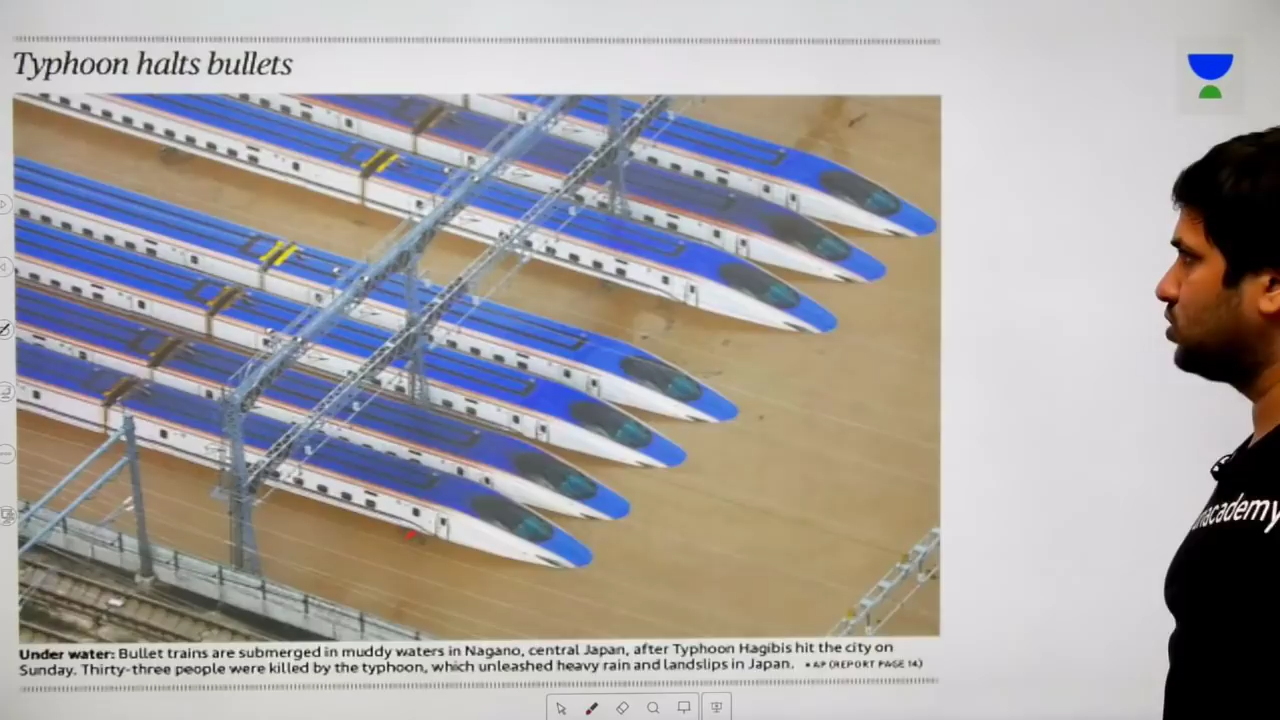 Typhoon halts bullets
Under water: Bullet trains are submerged in muddy waters in Nagano, central Japan, after Typhoon Hagibis hit the city on
Sunday. Thirty-three people were killed by the typhoon, which unleashed heavy rain and landslips in Japan. • AP (REPORT PAGE 14)
nacademy